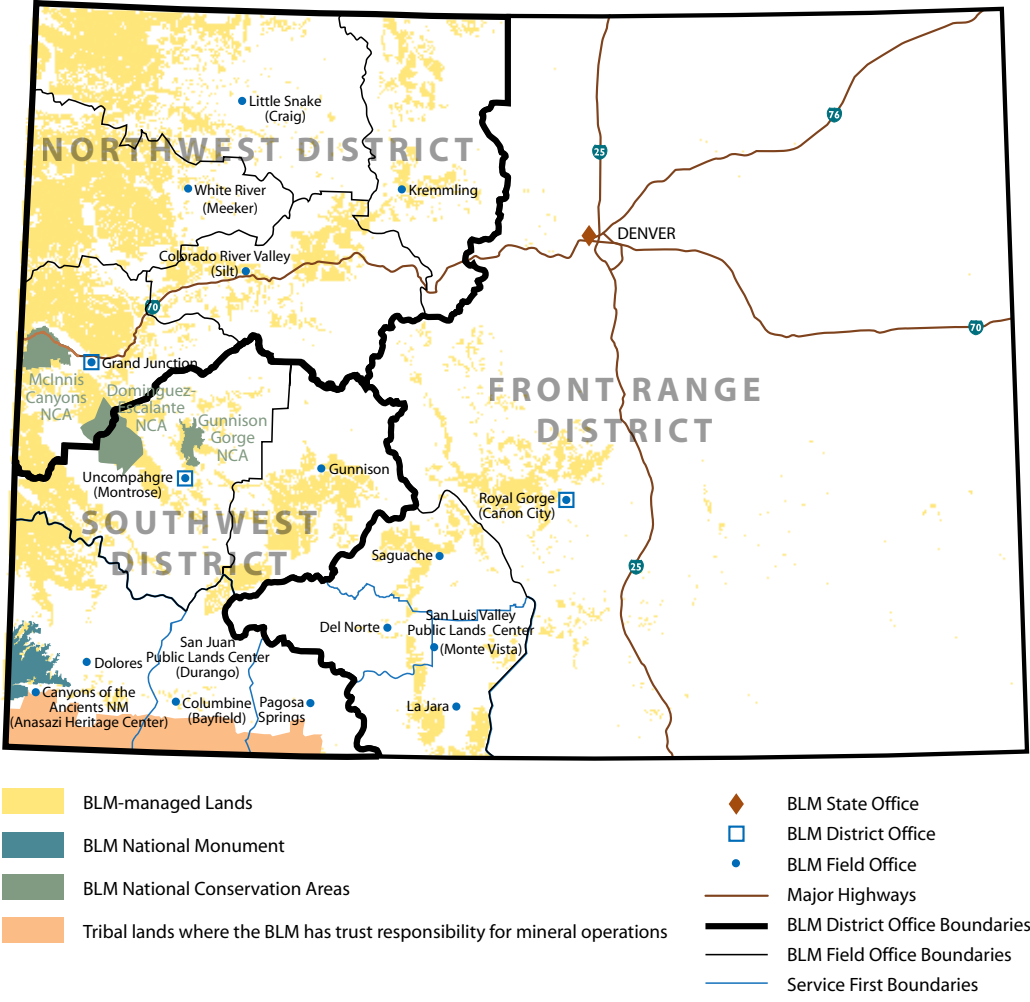 Little Snake
(Craig)
NORTHWEST DISTRICT
76
25
White River
(Meeker)
Kremmling
DENVER
Colorado River Valley
(Silt)
70
70
Grand Junction
McInnis
Canyons
NCA
Dominguez-
Escalante
NCA
FRONT RANGE
DISTRICT
Gunnison
Gorge
NCA
Gunnison
Uncompahgre
(Montrose)
Royal Gorge
(Cañon City)
SOUTHWEST
DISTRICT
Saguache
25
San Luis Valley
Public Lands Center
(Monte Vista)
Del Norte
San Juan
Public Lands Center
(Durango)
Dolores
Canyons of the
Ancients NM
(Anasazi Heritage Center)
Columbine
(Bayfield)
Pagosa
Springs
La Jara
BLM-managed Lands
BLM National Monument
BLM National Conservation Areas
Tribal lands where the BLM has trust responsibility for mineral operations
BLM State Office
BLM District Office
BLM Field Office
Major Highways
BLM District Office Boundaries
BLM Field Office Boundaries
Service First Boundaries